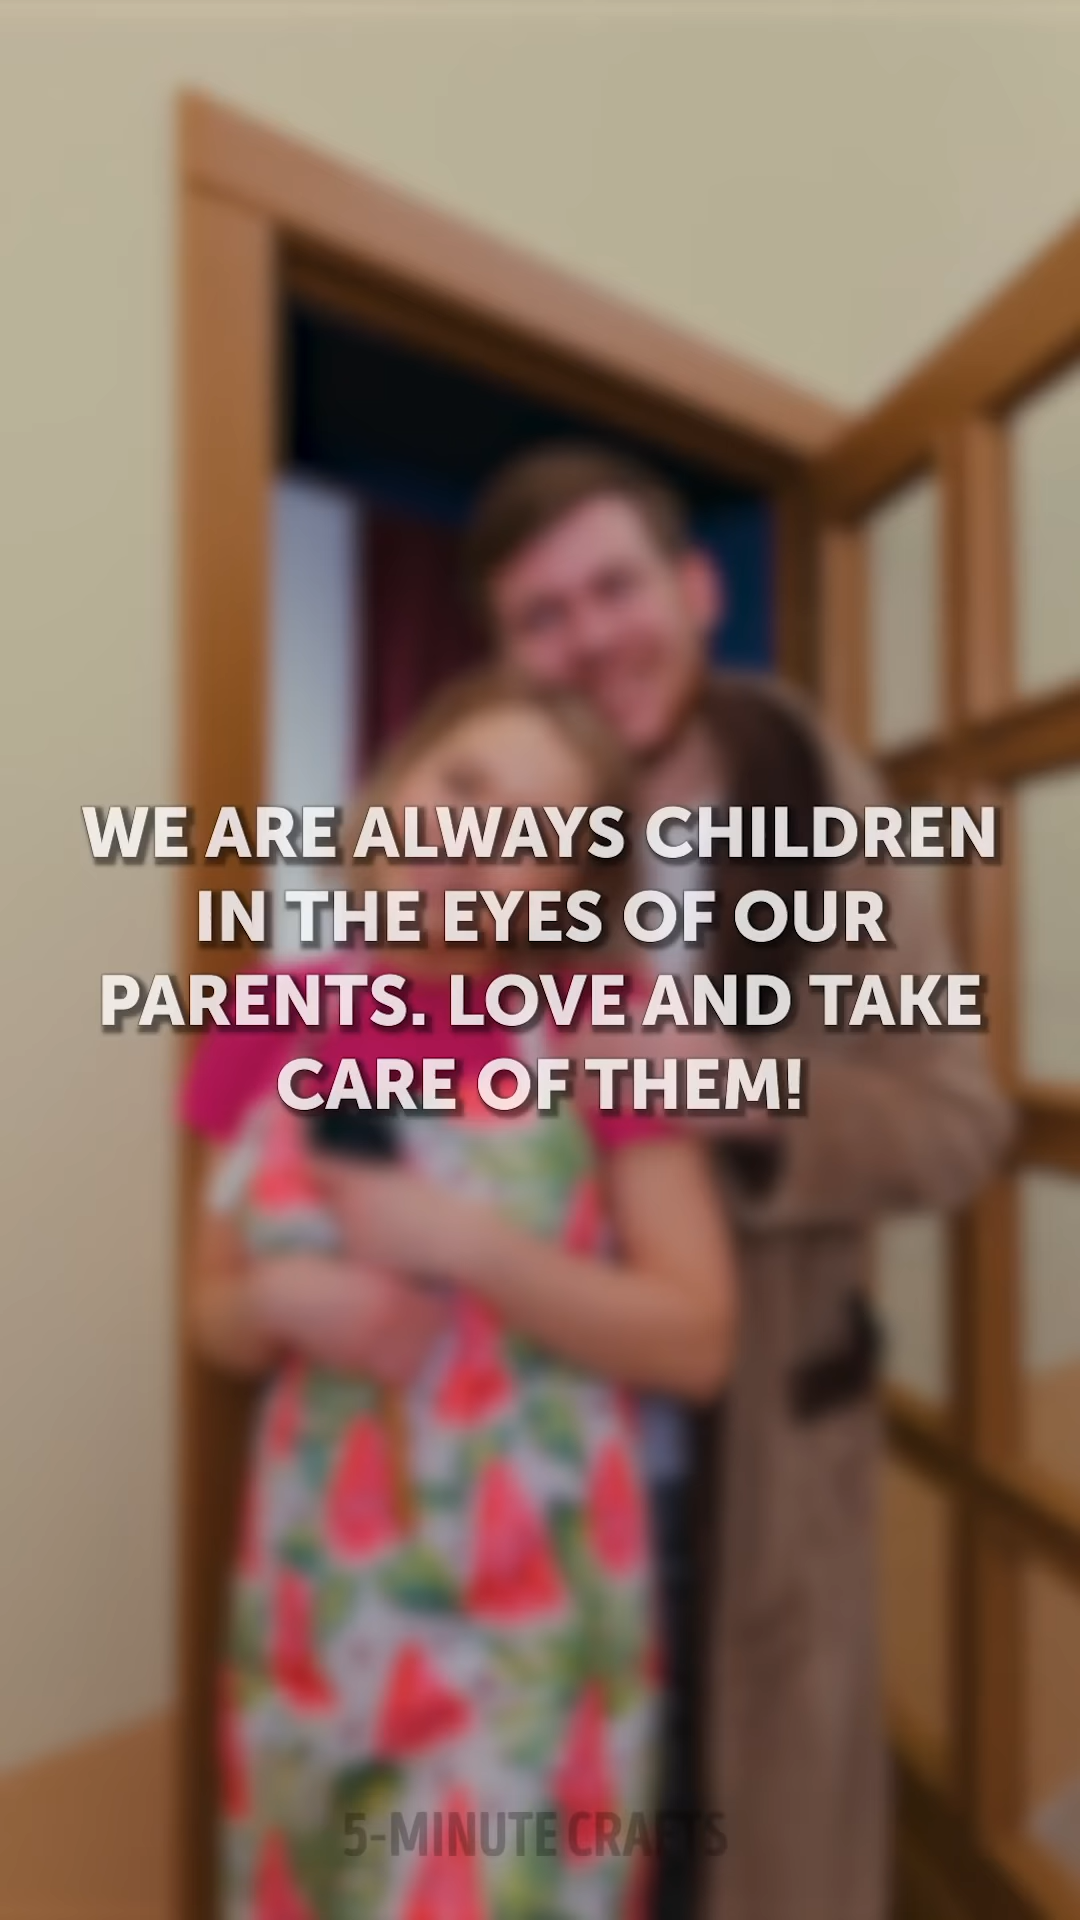 WE ARE ALWAYS CHILDREN
IN THE EYES OF OUR
PARENTS. LOVE AND TAKE
CARE OF THEM!
5-MINUTE CRAFTS